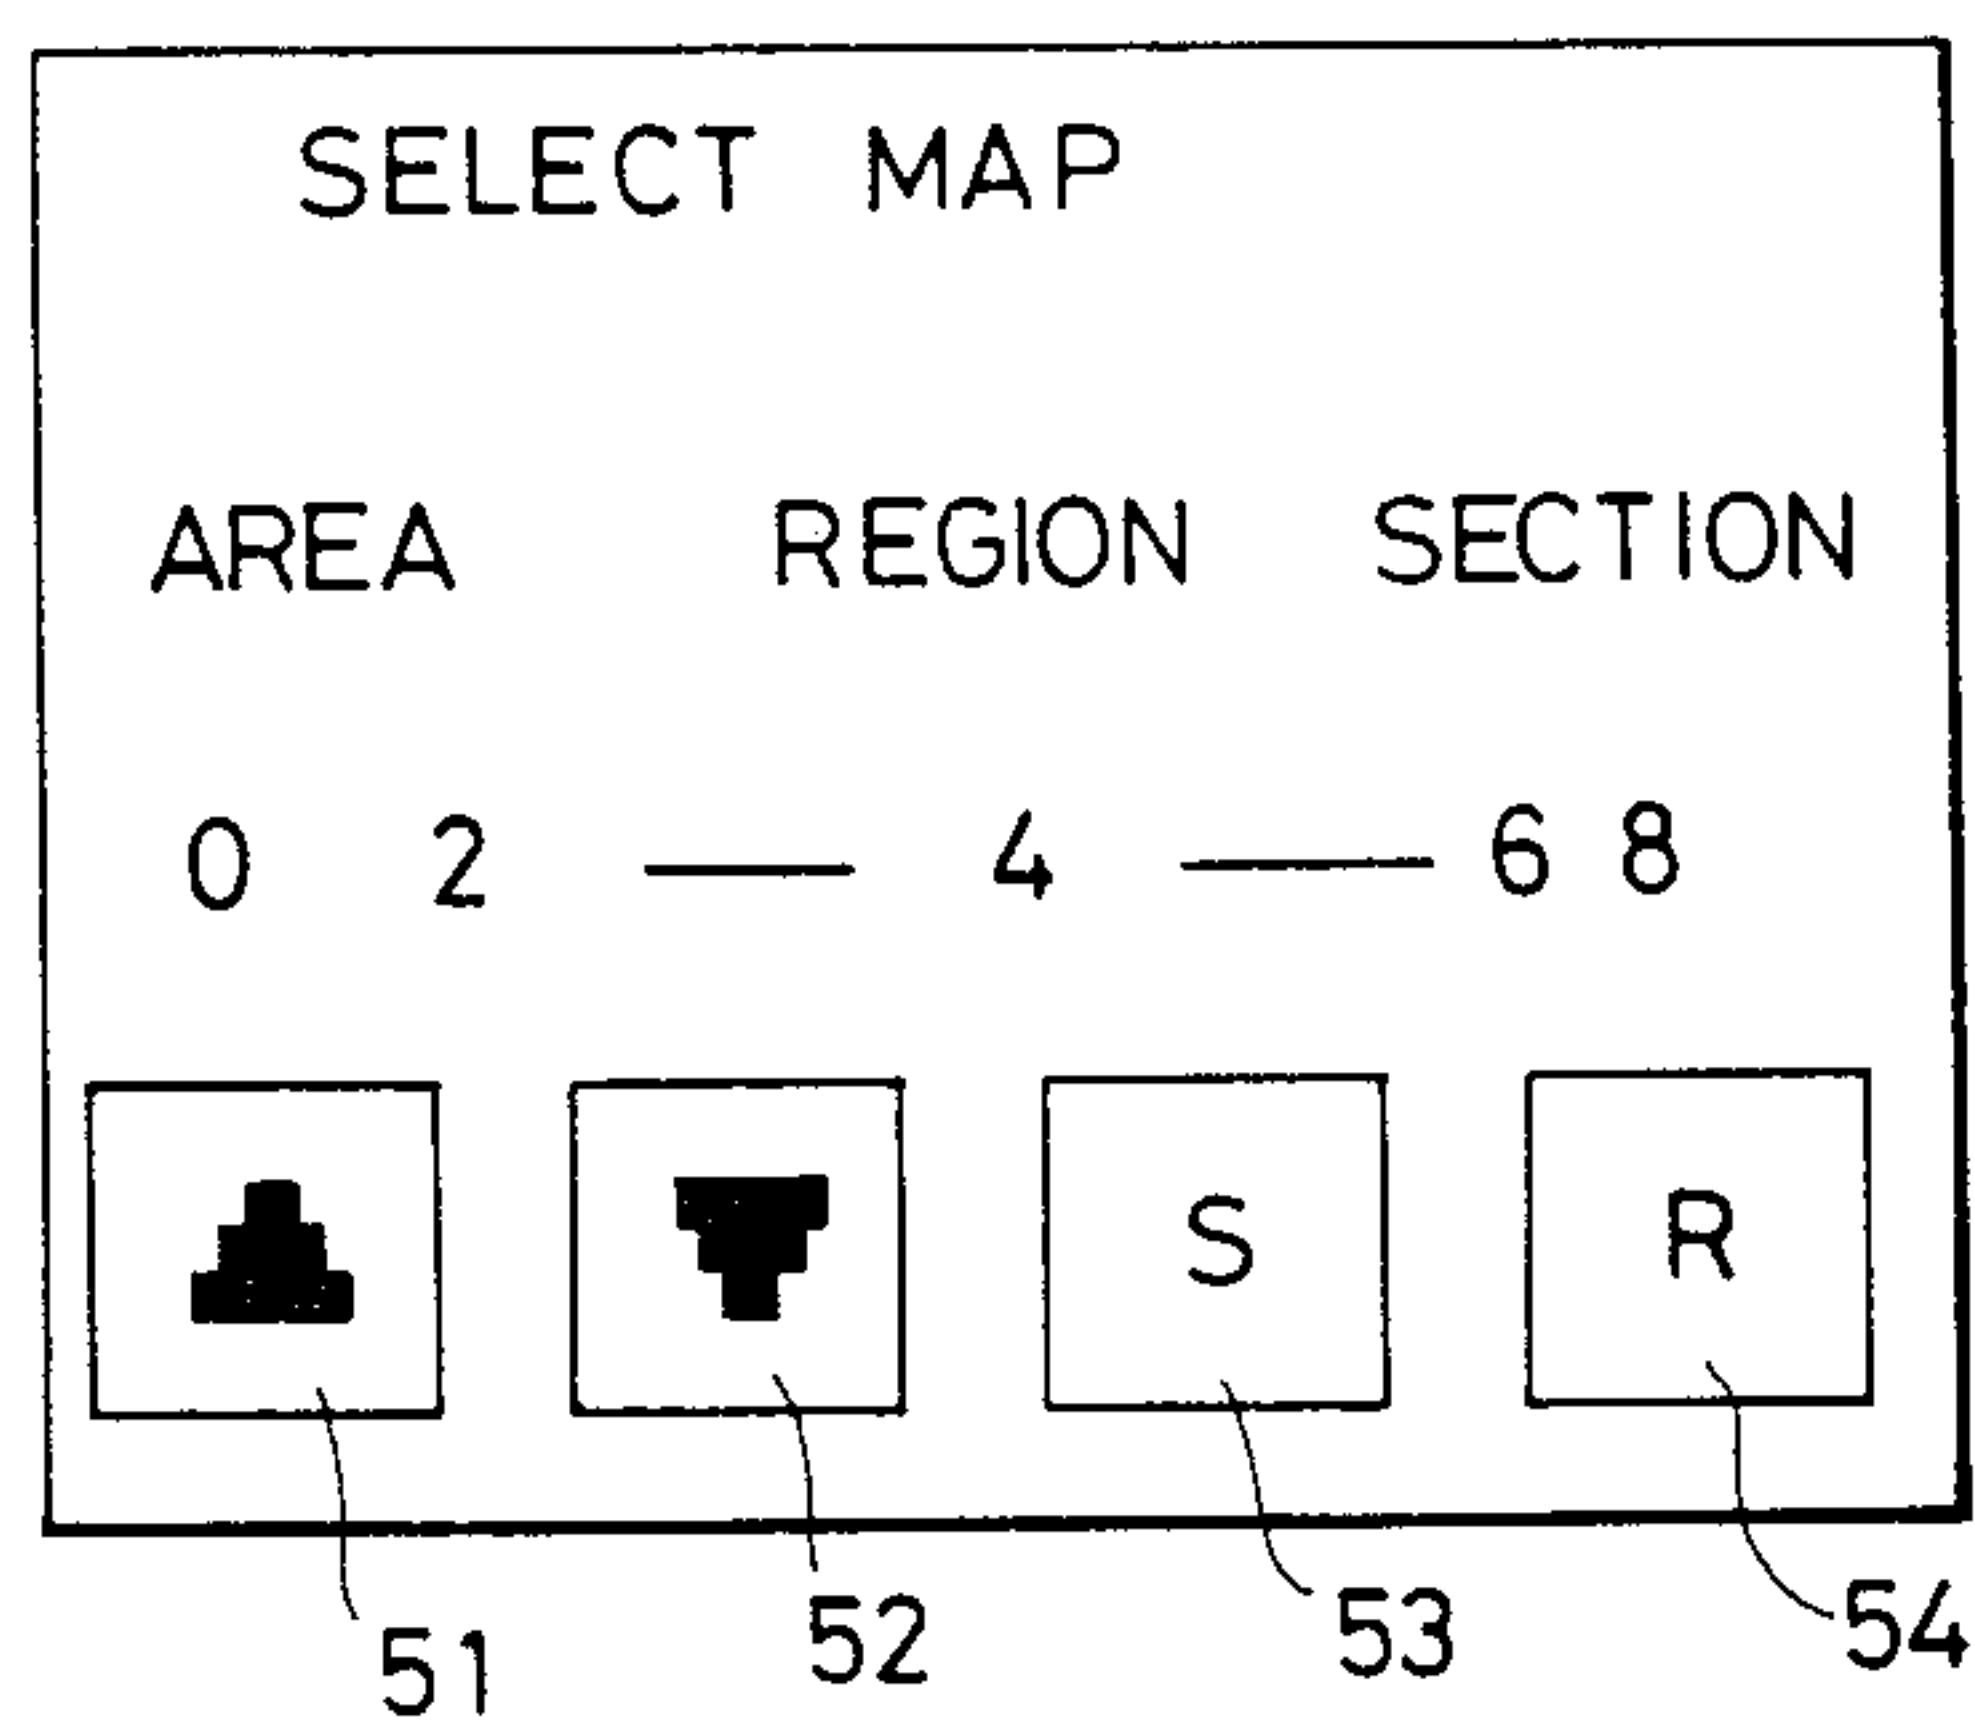 SELECT MAP
AREA REGION SECTION
0 2 — 4 — 6 8
S R
51 52 53 54